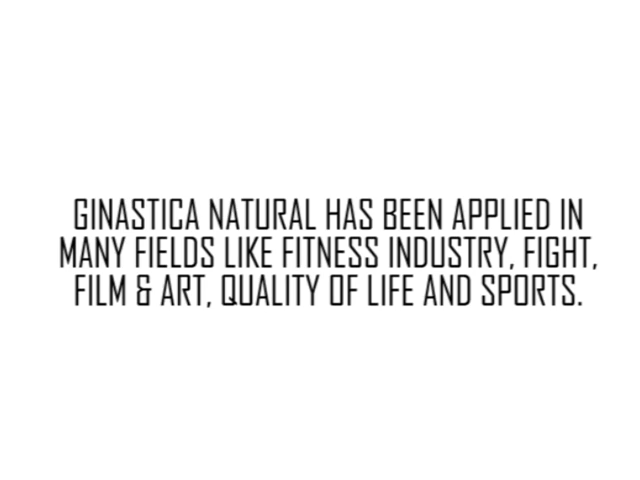 GINASTICA NATURAL HAS BEEN APPLIED IN
MANY FIELDS LIKE FITNESS INDUSTRY, FIGHT,
FILM & ART, QUALITY OF LIFE AND SPORTS.